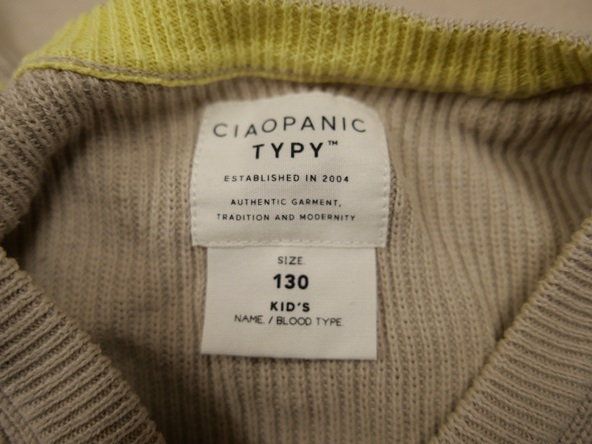 CIAOPANIC
TYPY™
ESTABLISHED IN 2004
AUTHENTIC GARMENT,
TRADITION AND MODERNITY
SIZE
130
KID'S
NAME / BLOOD TYPE